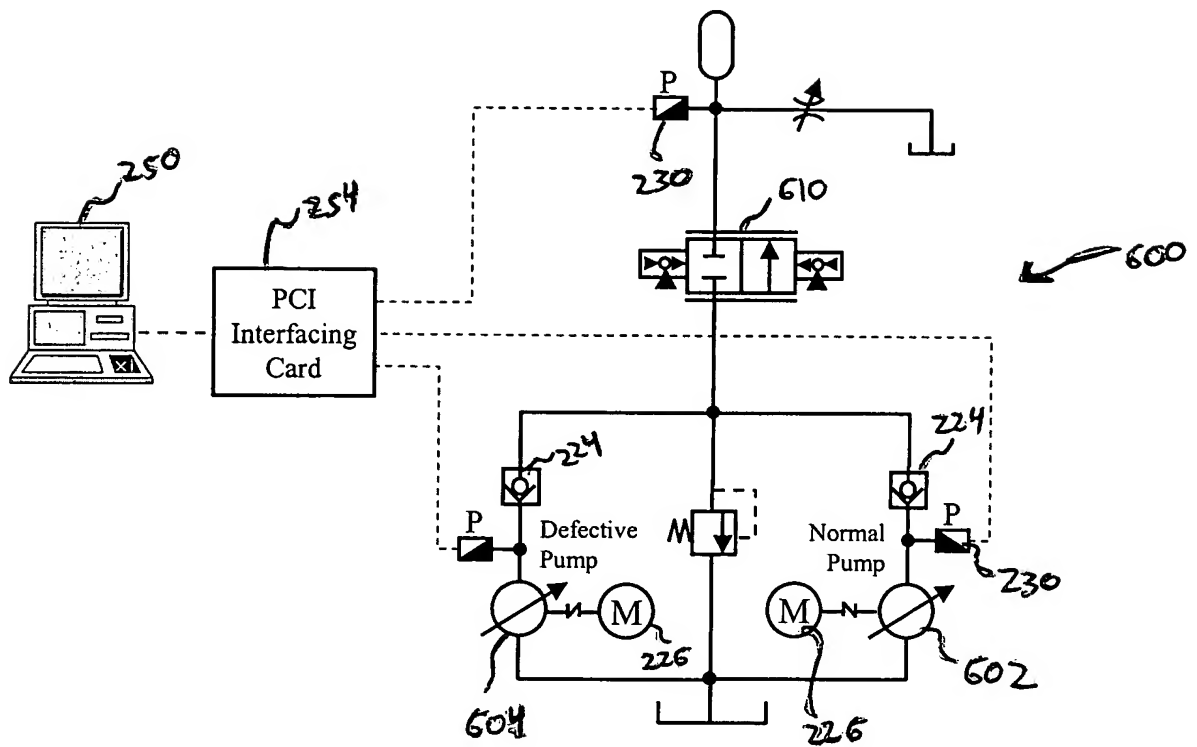 P
230
610
250
254
600
PCI
Interfacing
Card
224
224
P
Defective
Pump
Normal
Pump
P
230
M
M
226
602
604
226